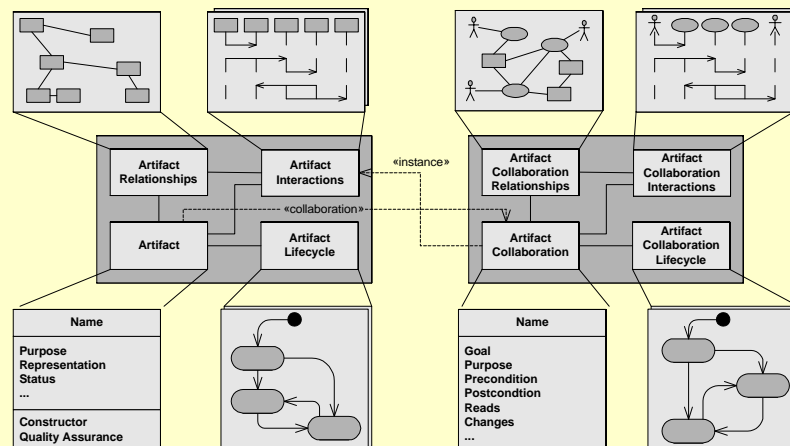 Artifact
Relationships
Artifact
Interactions
Artifact
Artifact
Lifecycle
«instance»
«collaboration»
Artifact
Collaboration
Relationships
Artifact
Collaboration
Interactions
Artifact
Collaboration
Artifact
Collaboration
Lifecycle
Name
Purpose
Representation
Status
...
Constructor
Quality Assurance
Name
Goal
Purpose
Precondition
Postcondtion
Reads
Changes
...